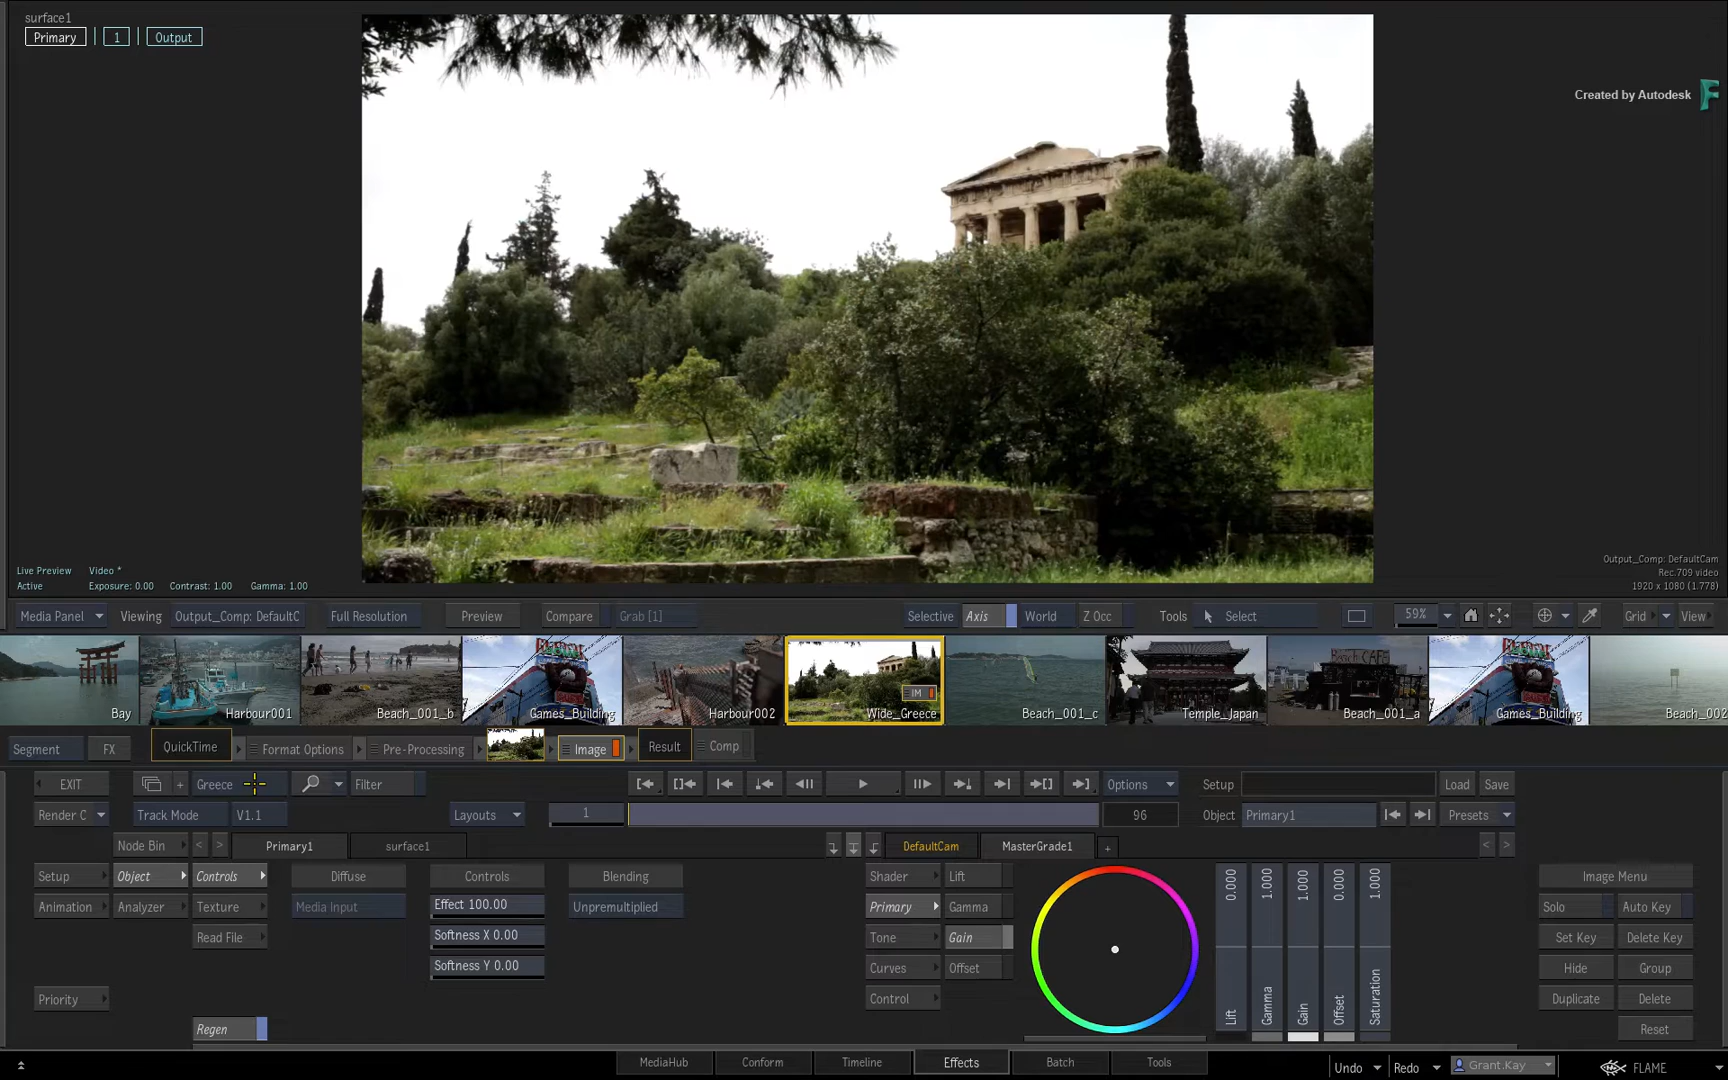 surface1
Primary 1 Output
Created by Autodesk
Live Preview Video *
Active Exposure: 0.00 Contrast: 1.00 Gamma: 1.00
Output_Comp: DefaultCam
Rec.709 video
1920 x 1080 (1.778)
Media Panel Viewing Output_Comp: DefaultC Full Resolution Preview Compare Grab [1] Selective Axis World Z Occ Tools Select 59% Grid View
Bay Harbour001 Beach_001_b Games_Building Harbour002 IM Wide_Greece Beach_001_c Temple_Japan Beach_001_a Games_Building Beach_002
Segment FX QuickTime Format Options Pre-Processing Image Result Comp
EXIT + Greece Filter Options Setup Load Save
Render C Track Mode V1.1 Layouts 1 96 Object Primary1 Presets
Node Bin < > Primary1 surface1 DefaultCam MasterGrade1 + < >
Setup Object Controls Diffuse Controls Blending Shader Lift Image Menu
Animation Analyzer Texture Media Input Effect 100.00 Unpremultiplied Primary Gamma Solo Auto Key
Read File Softness X 0.00 Tone Gain Set Key Delete Key
Softness Y 0.00 Curves Offset Hide Group
Priority Control Duplicate Delete
Regen Reset
0.000 1.000 1.000 0.000 1.000
Lift Gamma Gain Offset Saturation
MediaHub Conform Timeline Effects Batch Tools Undo Redo Grant.Kay FLAME